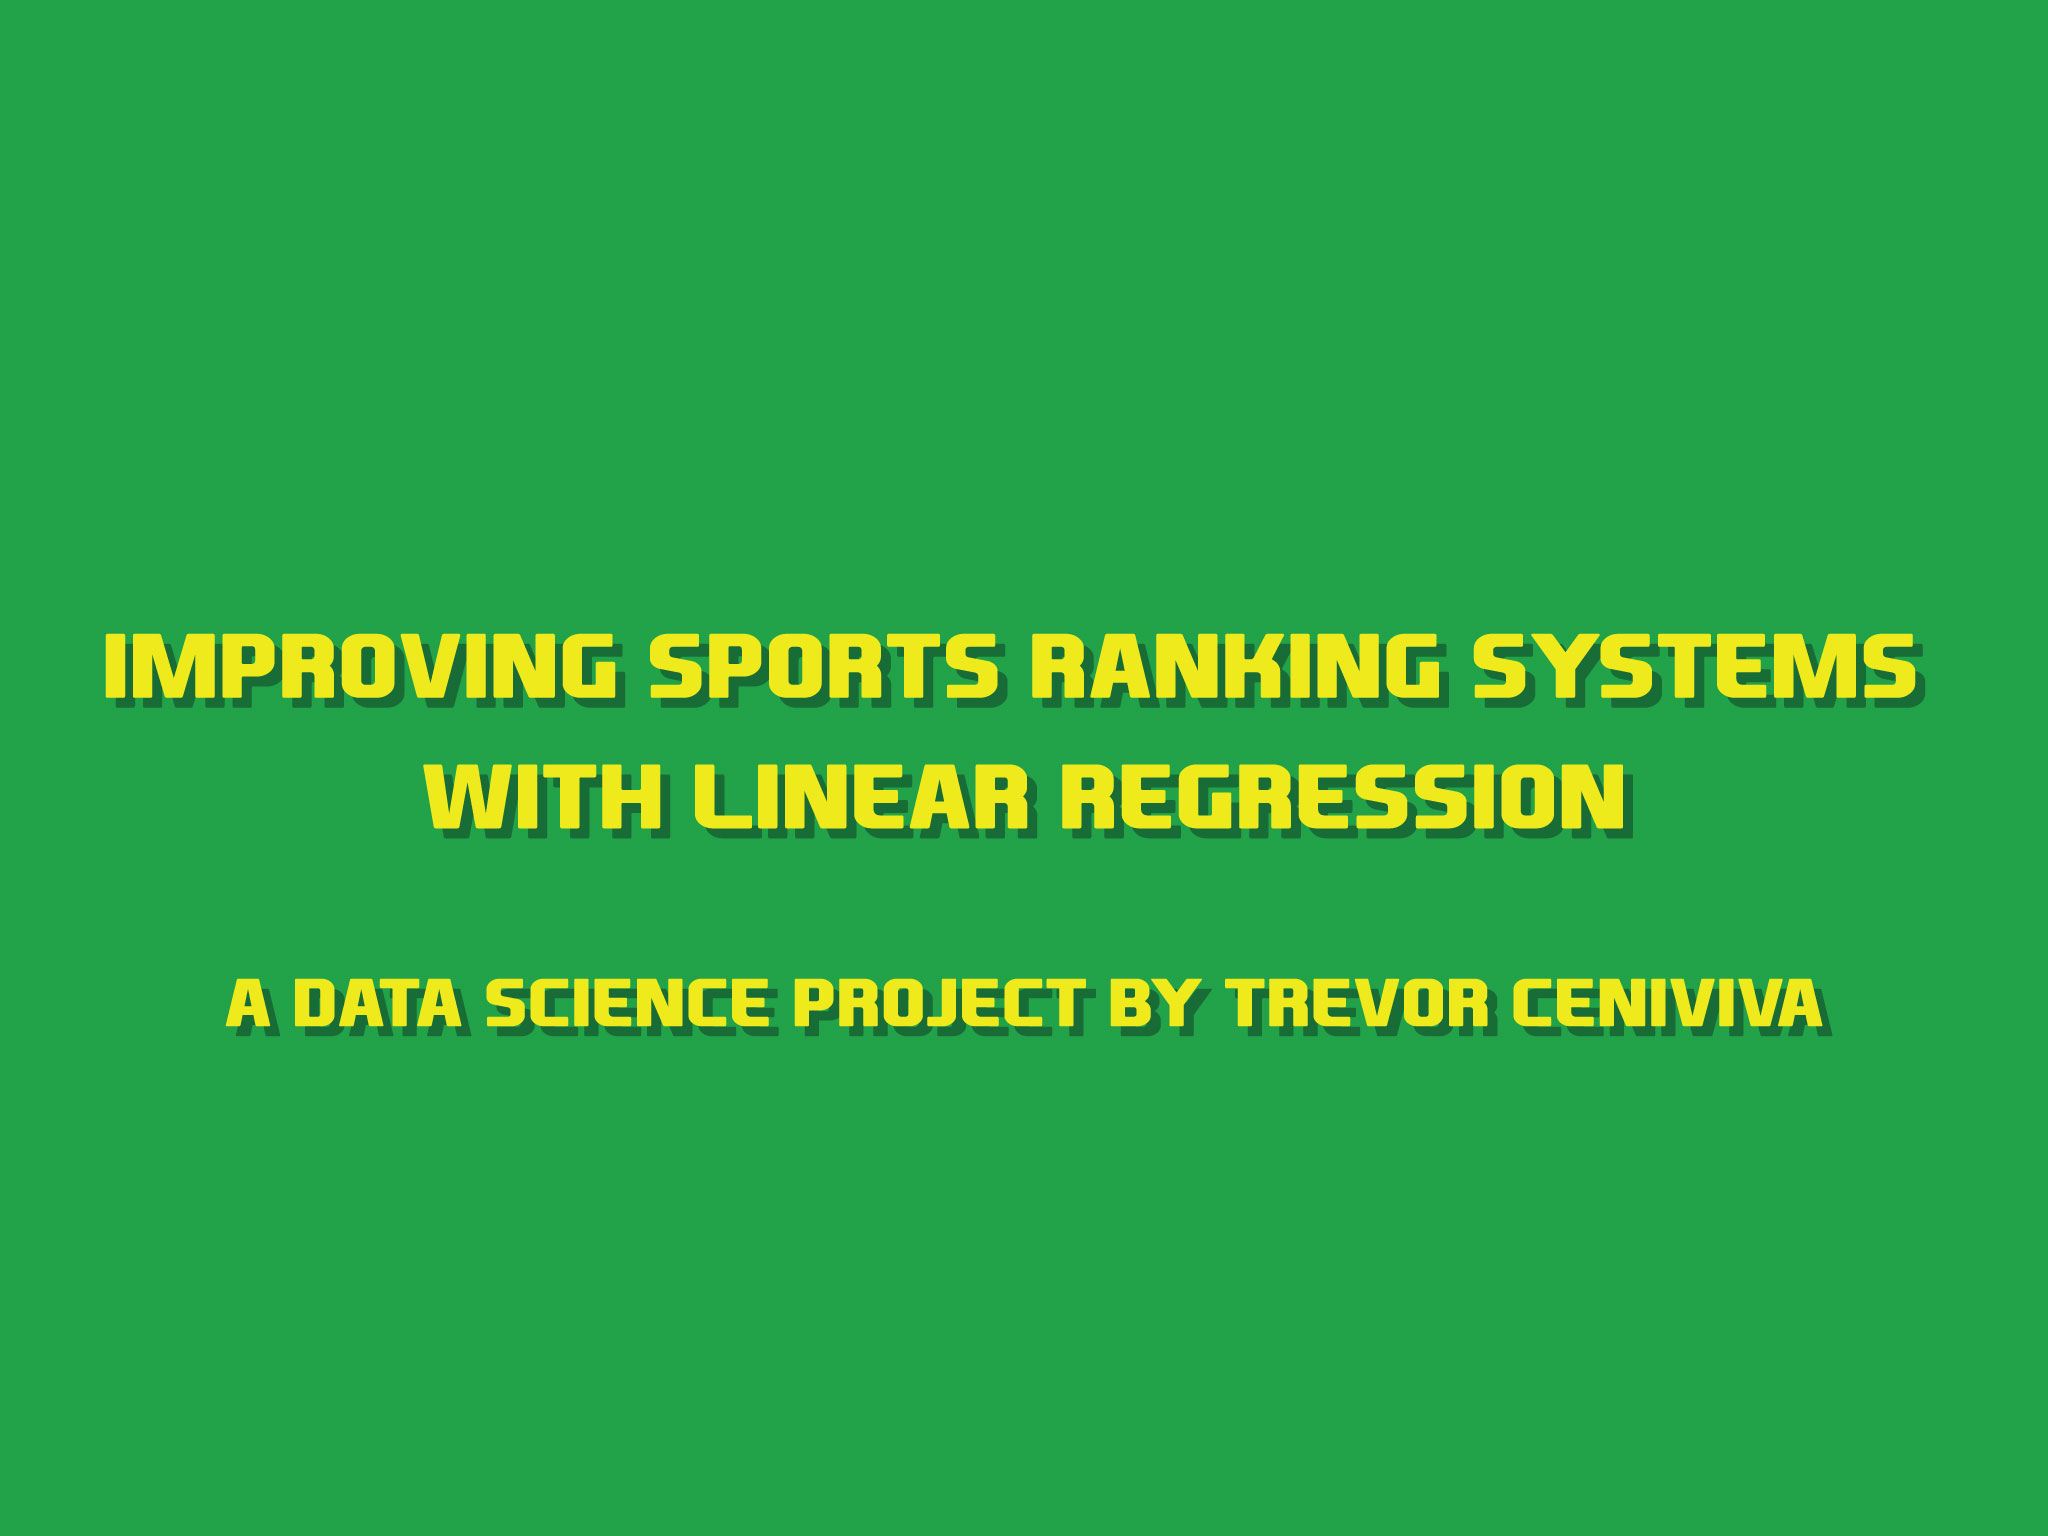 IMPROVING SPORTS RANKING SYSTEMS
WITH LINEAR REGRESSION
A DATA SCIENCE PROJECT BY TREVOR CENIVIVA